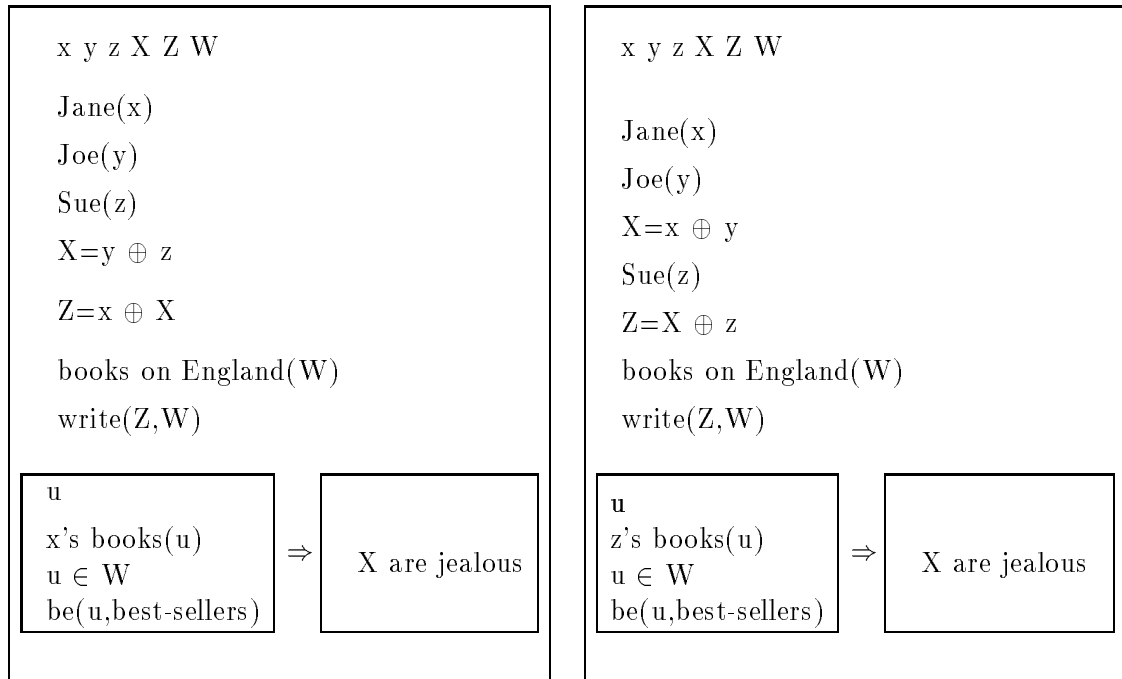 x y z X Z W
Jane(x)
Joe(y)
Sue(z)
X=y ⊕ z
Z=x ⊕ X
books on England(W)
write(Z,W)
u
x's books(u)
u ∈ W
be(u,best-sellers)
⇒
X are jealous
x y z X Z W
Jane(x)
Joe(y)
X=x ⊕ y
Sue(z)
Z=X ⊕ z
books on England(W)
write(Z,W)
u
z's books(u)
u ∈ W
be(u,best-sellers)
⇒
X are jealous